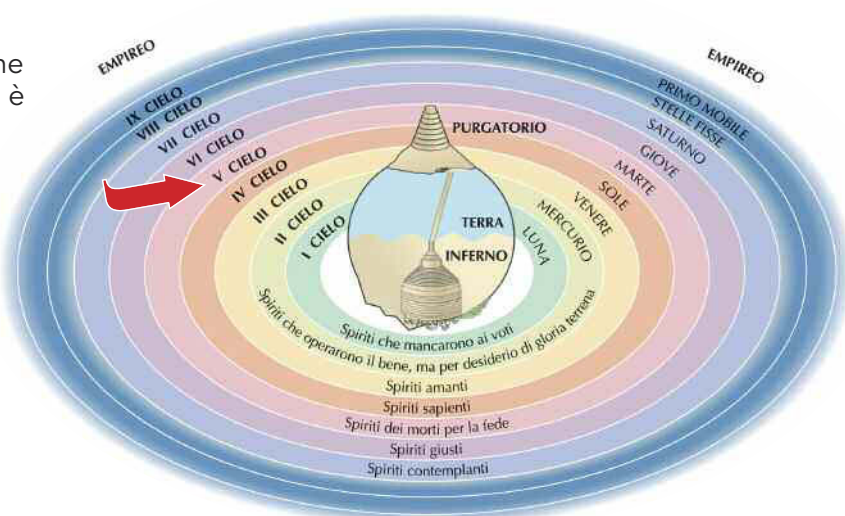 ne
è
EMPIREO
EMPIREO
IX CIELO
VIII CIELO
VII CIELO
VI CIELO
V CIELO
IV CIELO
III CIELO
II CIELO
I CIELO
PRIMO MOBILE
STELLE FISSE
SATURNO
GIOVE
MARTE
SOLE
VENERE
MERCURIO
LUNA
PURGATORIO
TERRA
INFERNO
Spiriti che mancarono ai voti
Spiriti che operarono il bene, ma per desiderio di gloria terrena
Spiriti amanti
Spiriti sapienti
Spiriti dei morti per la fede
Spiriti giusti
Spiriti contemplanti